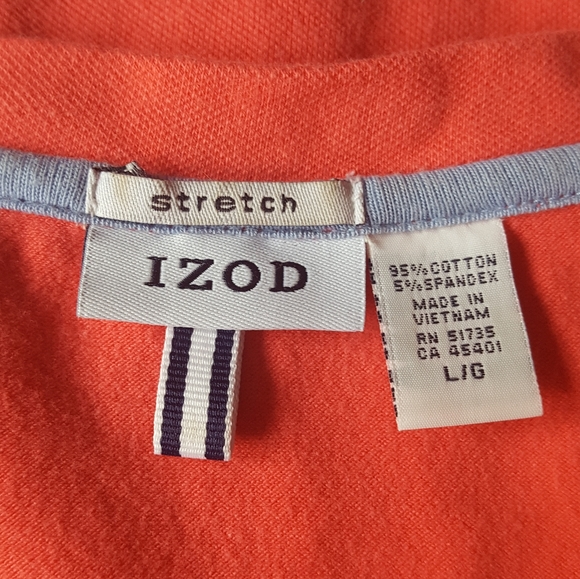 stretch
IZOD
95% COTTON
5% SPANDEX
MADE IN
VIETNAM
RN 51735
CA 45401
L/G